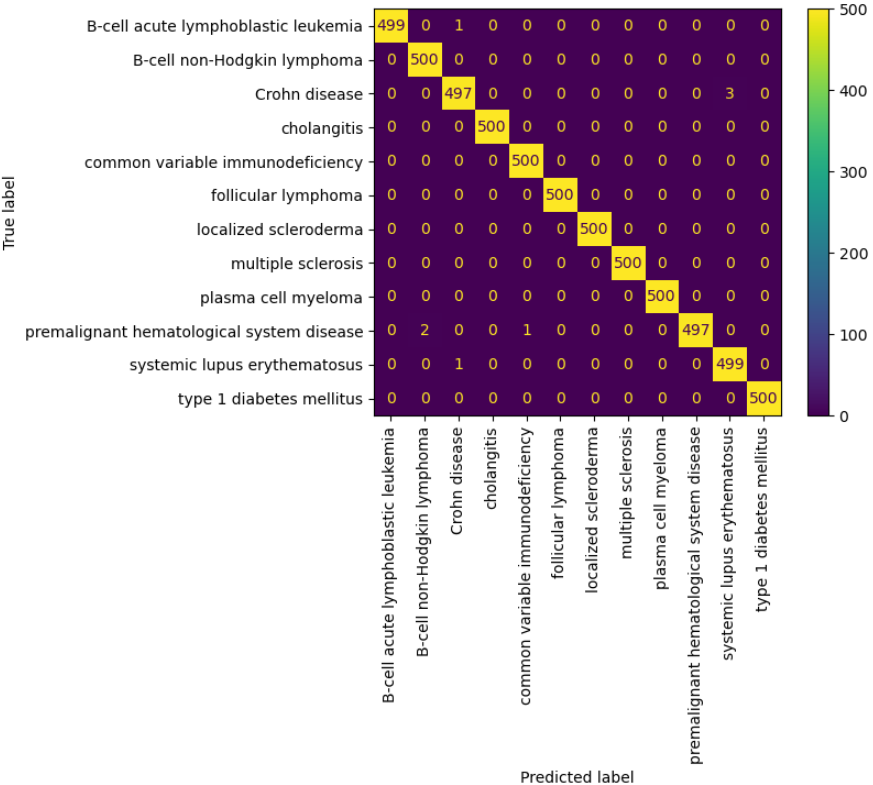 True label
B-cell acute lymphoblastic leukemia 499 0 1 0 0 0 0 0 0 0 0 0
B-cell non-Hodgkin lymphoma 0 500 0 0 0 0 0 0 0 0 0 0
Crohn disease 0 0 497 0 0 0 0 0 0 0 3 0
cholangitis 0 0 0 500 0 0 0 0 0 0 0 0
common variable immunodeficiency 0 0 0 0 500 0 0 0 0 0 0 0
follicular lymphoma 0 0 0 0 0 500 0 0 0 0 0 0
localized scleroderma 0 0 0 0 0 0 500 0 0 0 0 0
multiple sclerosis 0 0 0 0 0 0 0 500 0 0 0 0
plasma cell myeloma 0 0 0 0 0 0 0 0 500 0 0 0
premalignant hematological system disease 0 2 0 0 1 0 0 0 0 497 0 0
systemic lupus erythematosus 0 0 1 0 0 0 0 0 0 0 499 0
type 1 diabetes mellitus 0 0 0 0 0 0 0 0 0 0 0 500
B-cell acute lymphoblastic leukemia
B-cell non-Hodgkin lymphoma
Crohn disease
cholangitis
common variable immunodeficiency
follicular lymphoma
localized scleroderma
multiple sclerosis
plasma cell myeloma
premalignant hematological system disease
systemic lupus erythematosus
type 1 diabetes mellitus
Predicted label
500
400
300
200
100
0